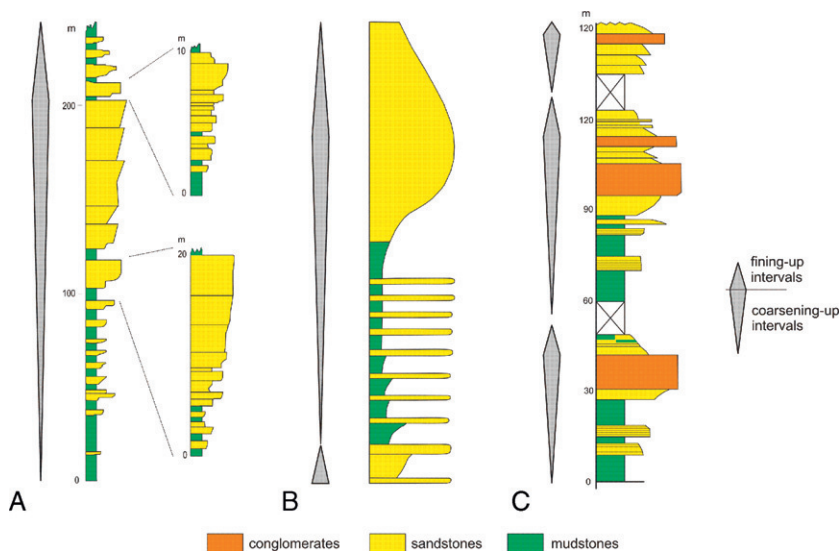 m
200
100
0
m
10
0
m
20
0
A
B
m
120
120
90
60
30
0
C
fining-up
intervals
coarsening-up
intervals
conglomerates
sandstones
mudstones